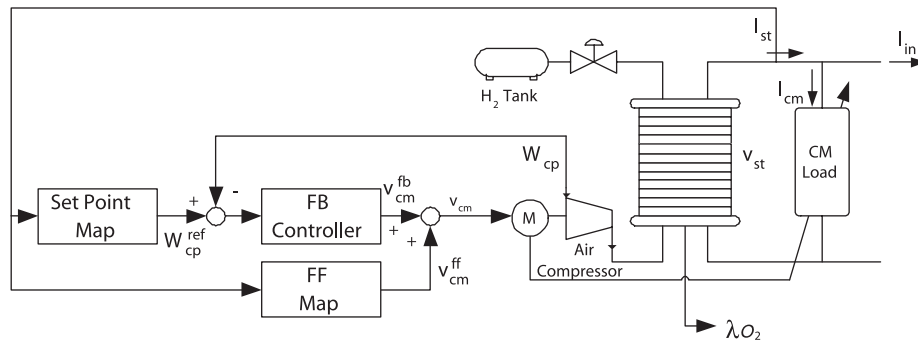 I_st
I_in
H_2 Tank
I_cm
W_cp
v_st
CM
Load
Set Point
Map
+
-
W_cp^ref
FB
Controller
v_cm^fb
+
+
v_cm
M
Air
Compressor
FF
Map
v_cm^ff
λO_2